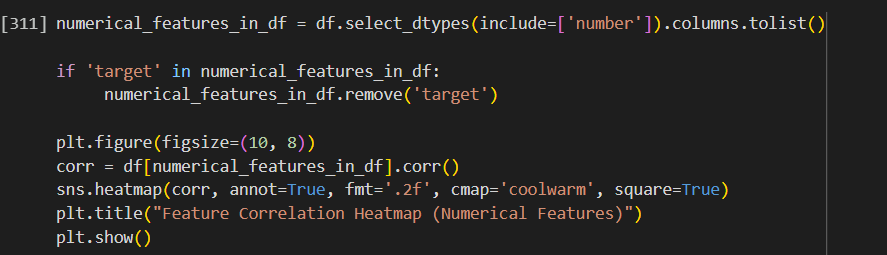 [311] numerical_features_in_df = df.select_dtypes(include=['number']).columns.tolist()
if 'target' in numerical_features_in_df:
numerical_features_in_df.remove('target')
plt.figure(figsize=(10, 8))
corr = df[numerical_features_in_df].corr()
sns.heatmap(corr, annot=True, fmt='.2f', cmap='coolwarm', square=True)
plt.title("Feature Correlation Heatmap (Numerical Features)")
plt.show()